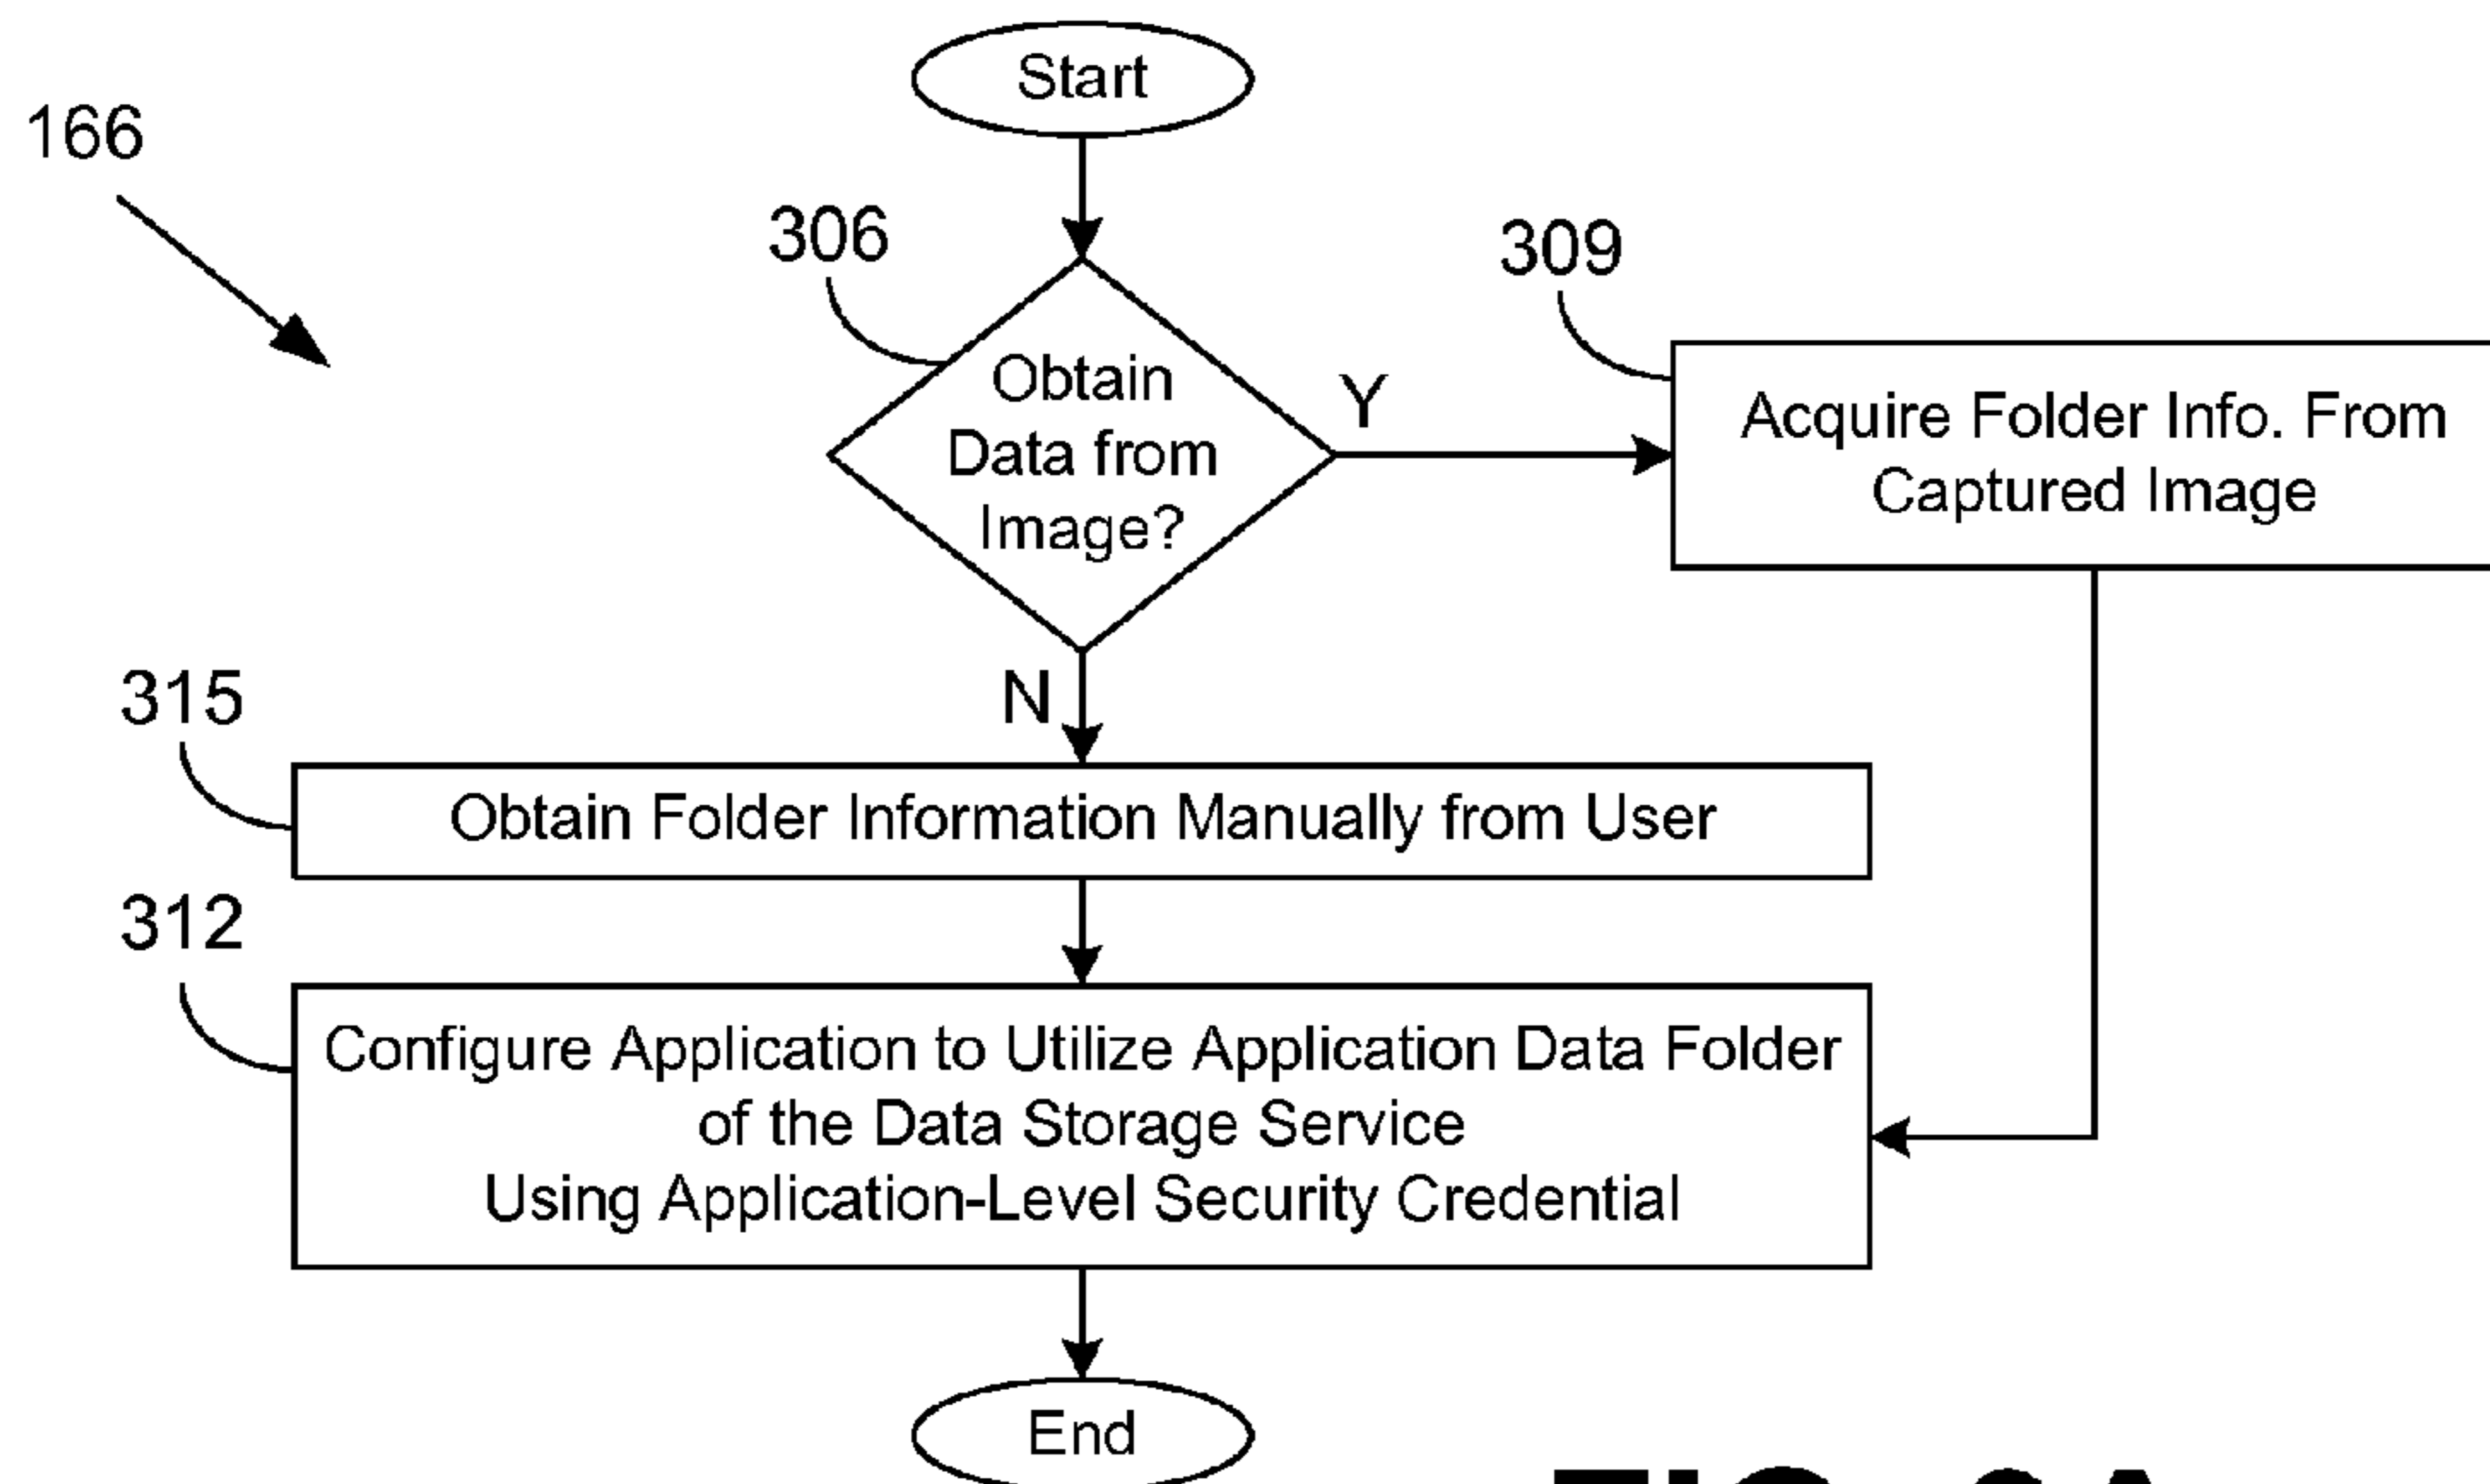 Start
166
306
309
Obtain
Data from
Image?
Y
Acquire Folder Info. From
Captured Image
N
315
Obtain Folder Information Manually from User
312
Configure Application to Utilize Application Data Folder
of the Data Storage Service
Using Application-Level Security Credential
End